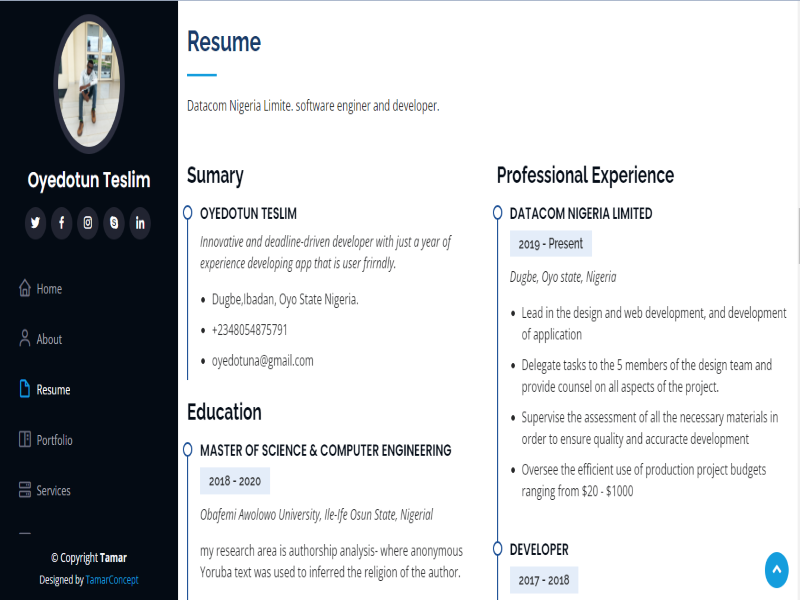 Oyedotun Teslim
Home
About
Resume
Portfolio
Services
© Copyright Tamar
Designed by TamarConcept
Resume
Datacom Nigeria Limite. software enginer and developer.
Sumary
OYEDOTUN TESLIM
Innovative and deadline-driven developer with just a year of
experience developing app that is user frirndly.
Dugbe,Ibadan, Oyo State Nigeria.
+2348054875791
oyedotuna@gmail.com
Education
MASTER OF SCIENCE & COMPUTER ENGINEERING
2018 - 2020
Obafemi Awolowo University, Ile-Ife Osun State, Nigerial
my research area is authorship analysis- where anonymous
Yoruba text was used to inferred the religion of the author.
Professional Experience
DATACOM NIGERIA LIMITED
2019 - Present
Dugbe, Oyo state, Nigeria
Lead in the design and web development, and development
of application
Delegate tasks to the 5 members of the design team and
provide counsel on all aspects of the project.
Supervise the assessment of all the necessary materials in
order to ensure quality and accuracte development
Oversee the efficient use of production project budgets
ranging from $20 - $1000
DEVELOPER
2017 - 2018